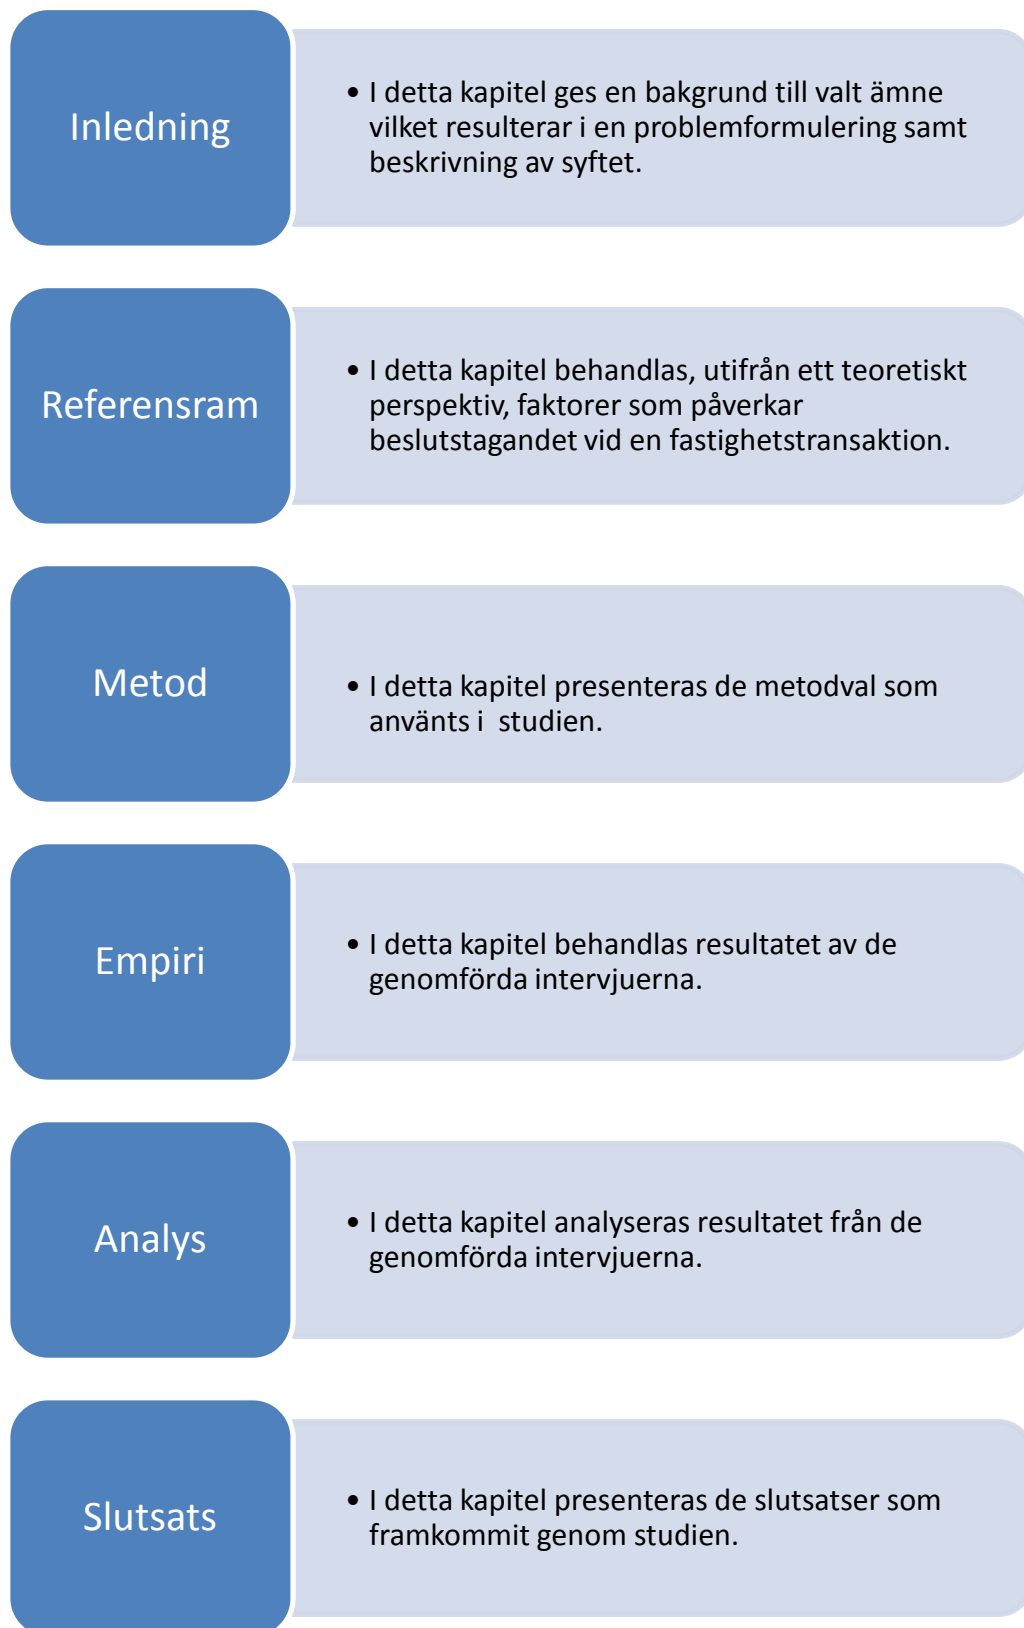 Inledning
• I detta kapitel ges en bakgrund till valt ämne
vilket resulterar i en problemformulering samt
beskrivning av syftet.
Referensram
• I detta kapitel behandlas, utifrån ett teoretiskt
perspektiv, faktorer som påverkar
beslutstagandet vid en fastighetstransaktion.
Metod
• I detta kapitel presenteras de metodval som
använts i  studien.
Empiri
• I detta kapitel behandlas resultatet av de
genomförda intervjuerna.
Analys
• I detta kapitel analyseras resultatet från de
genomförda intervjuerna.
Slutsats
• I detta kapitel presenteras de slutsatser som
framkommit genom studien.